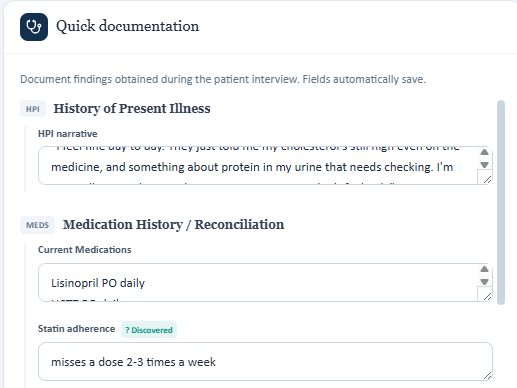 Quick documentation
Document findings obtained during the patient interview. Fields automatically save.
HPI History of Present Illness
HPI narrative
"I feel fine day to day. They just told me my cholesterol's still high even on the
medicine, and something about protein in my urine that needs checking. I'm
MEDS Medication History / Reconciliation
Current Medications
Lisinopril PO daily
Statin adherence ? Discovered
misses a dose 2-3 times a week